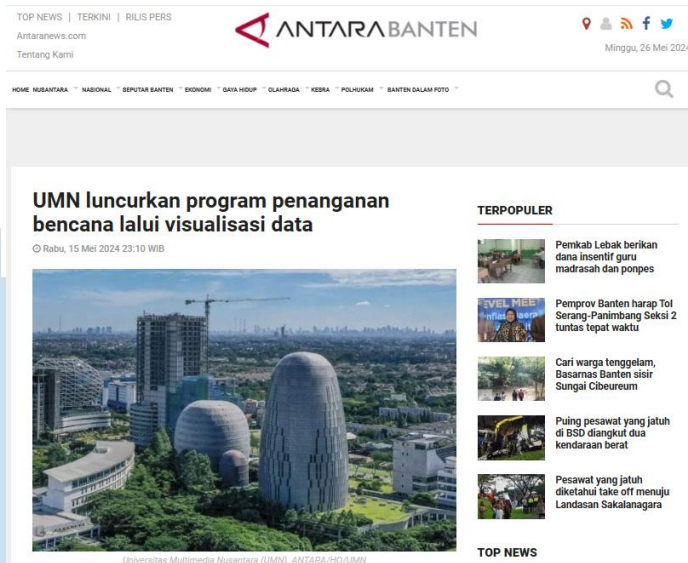 TOP NEWS | TERKINI | RILIS PERS
Antaranews.com
Tentang Kami
ANTARABANTEN
Minggu, 26 Mei 2024
HOME NUSANTARA NASIONAL SEPUTAR BANTEN EKONOMI GAYA HIDUP OLAHRAGA KESRA POLHUKAM BANTEN DALAM FOTO
UMN luncurkan program penanganan
bencana lalui visualisasi data
Rabu, 15 Mei 2024 23:10 WIB
Universitas Multimedia Nusantara (UMN). ANTARA/HO/UMN
TERPOPULER
Pemkab Lebak berikan
dana insentif guru
madrasah dan ponpes
Pemprov Banten harap Tol
Serang-Panimbang Seksi 2
tuntas tepat waktu
Cari warga tenggelam,
Basarnas Banten sisir
Sungai Cibeureum
Puing pesawat yang jatuh
di BSD diangkut dua
kendaraan berat
Pesawat yang jatuh
diketahui take off menuju
Landasan Sakalanagara
TOP NEWS